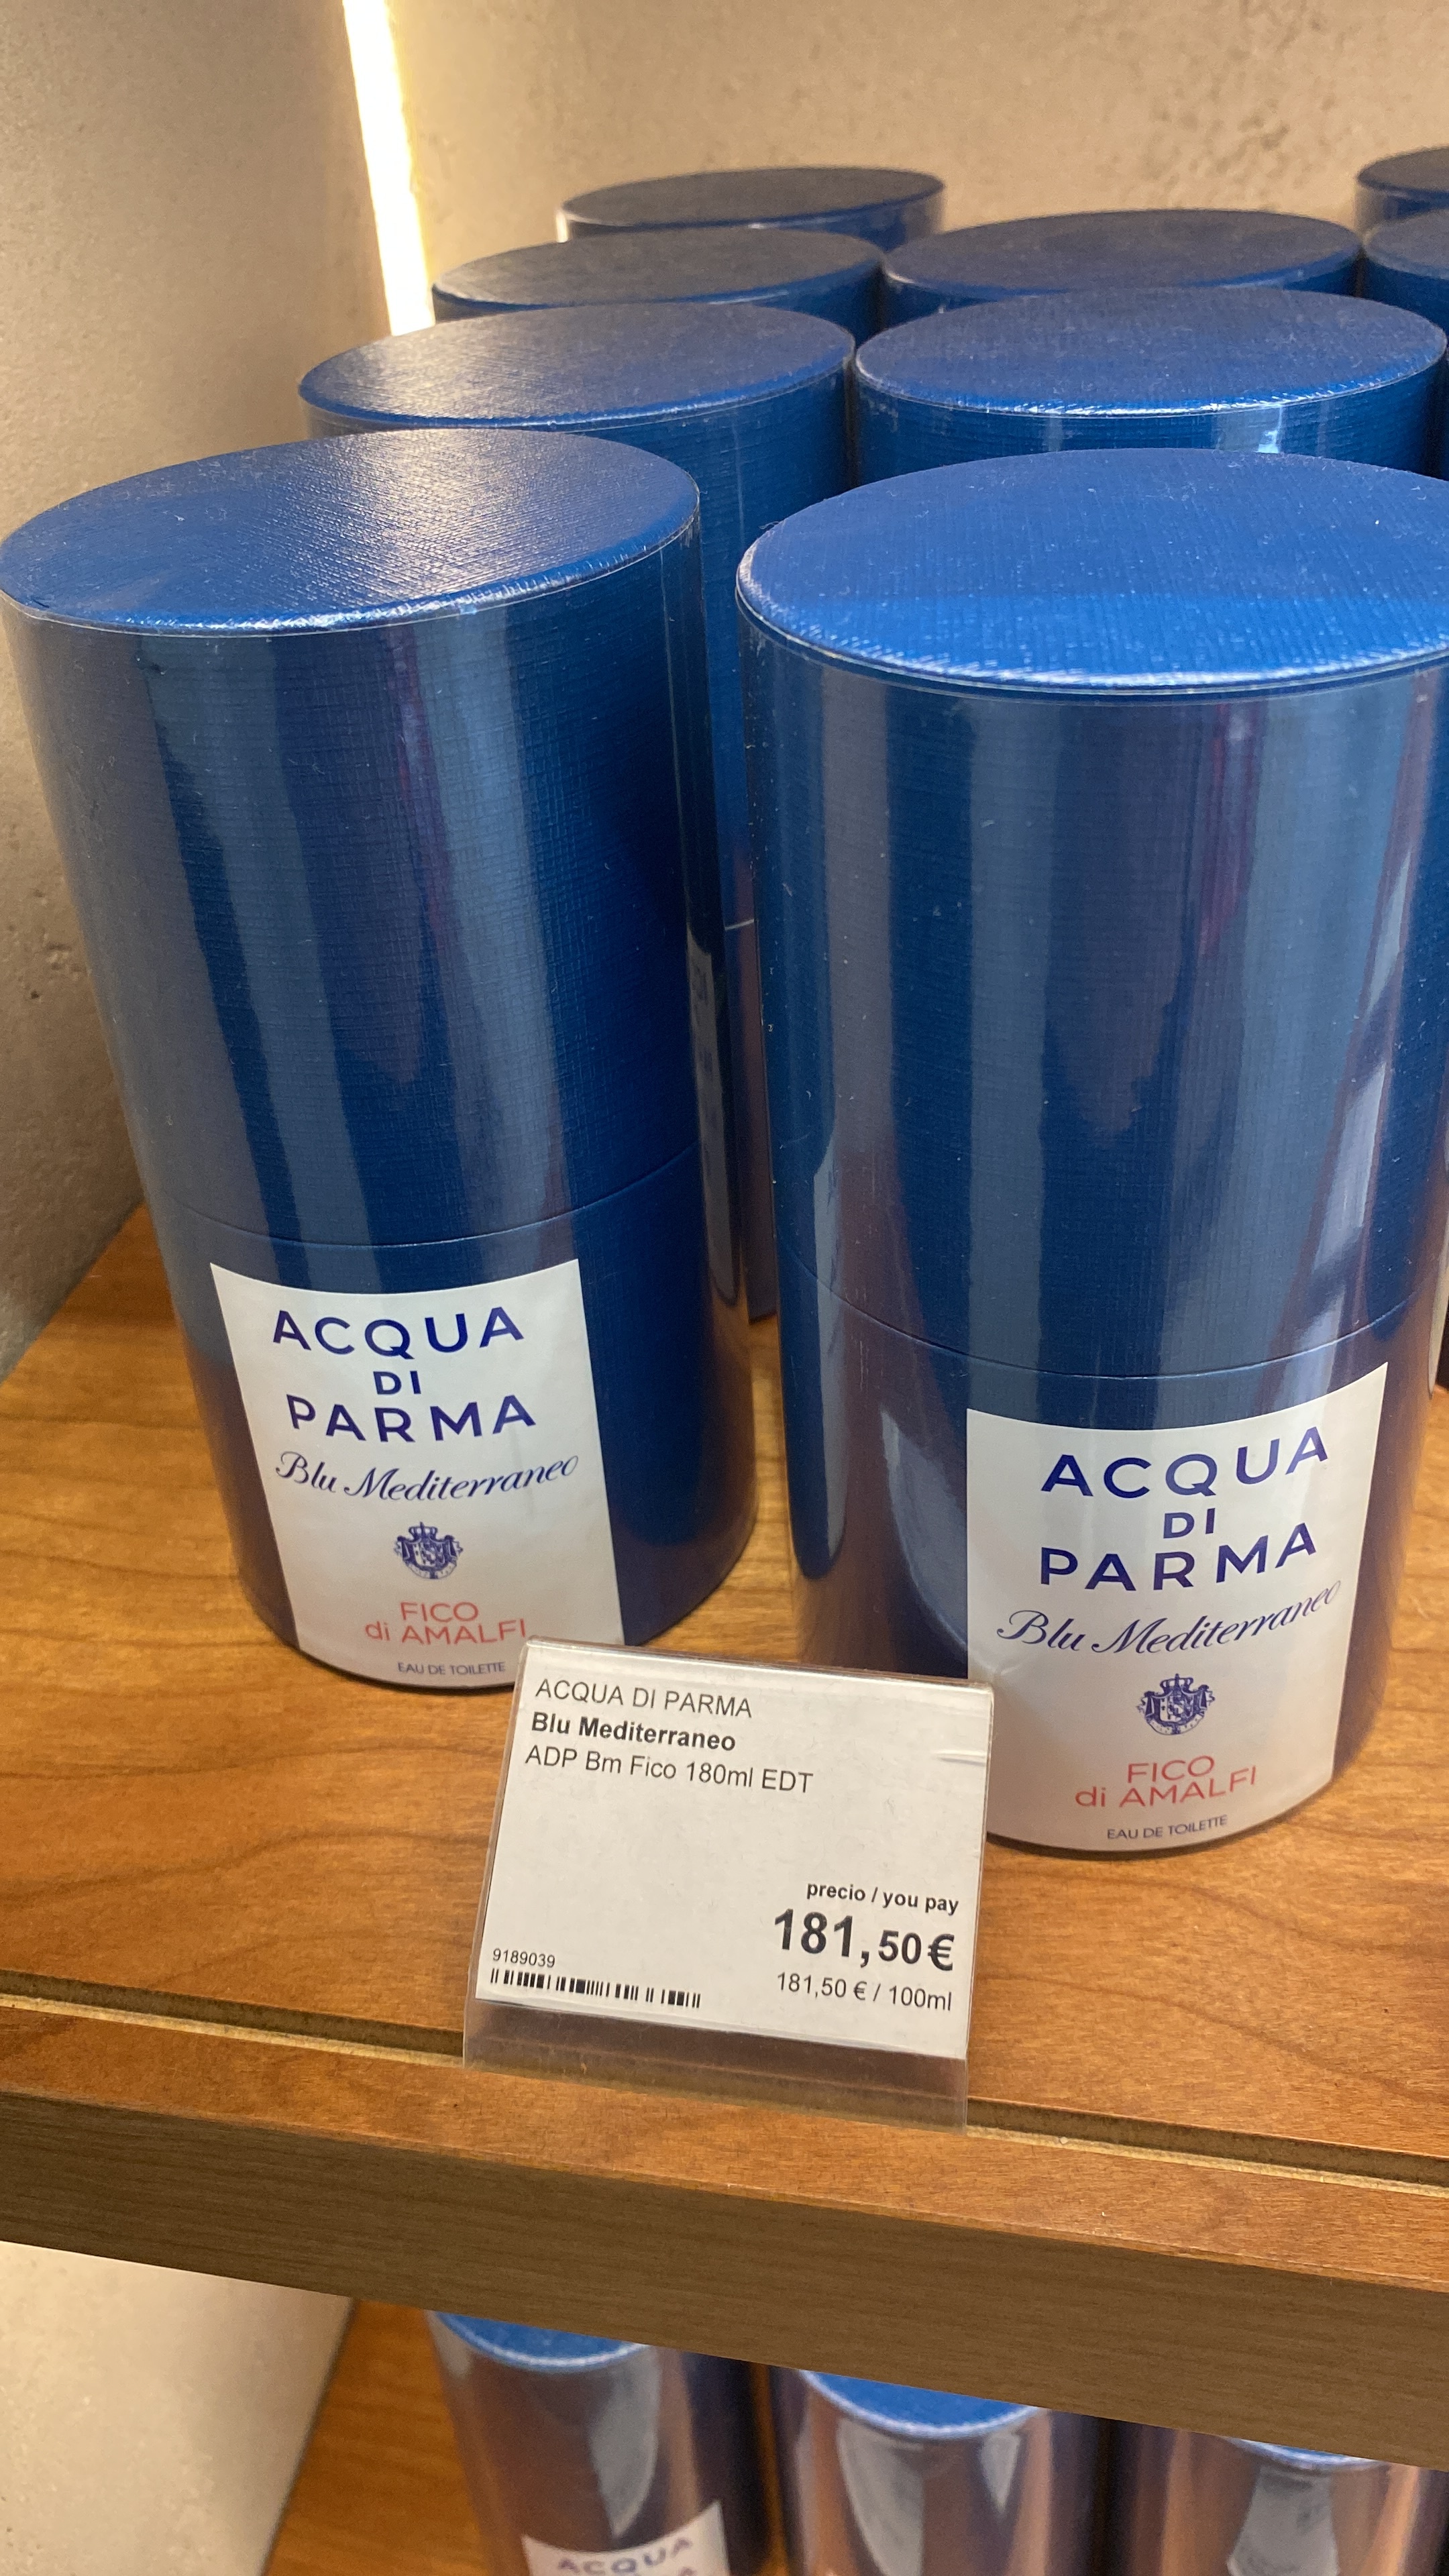 ACQUA
DI
PARMA
Blu Mediterraneo
FICO
di AMALFI
EAU DE TOILETTE
ACQUA
DI
PARMA
Blu Mediterraneo
FICO
di AMALFI
EAU DE TOILETTE
ACQUA DI PARMA
Blu Mediterraneo
ADP Bm Fico 180ml EDT
precio / you pay
181,50€
9189039
181,50 € / 100ml
ACQUA